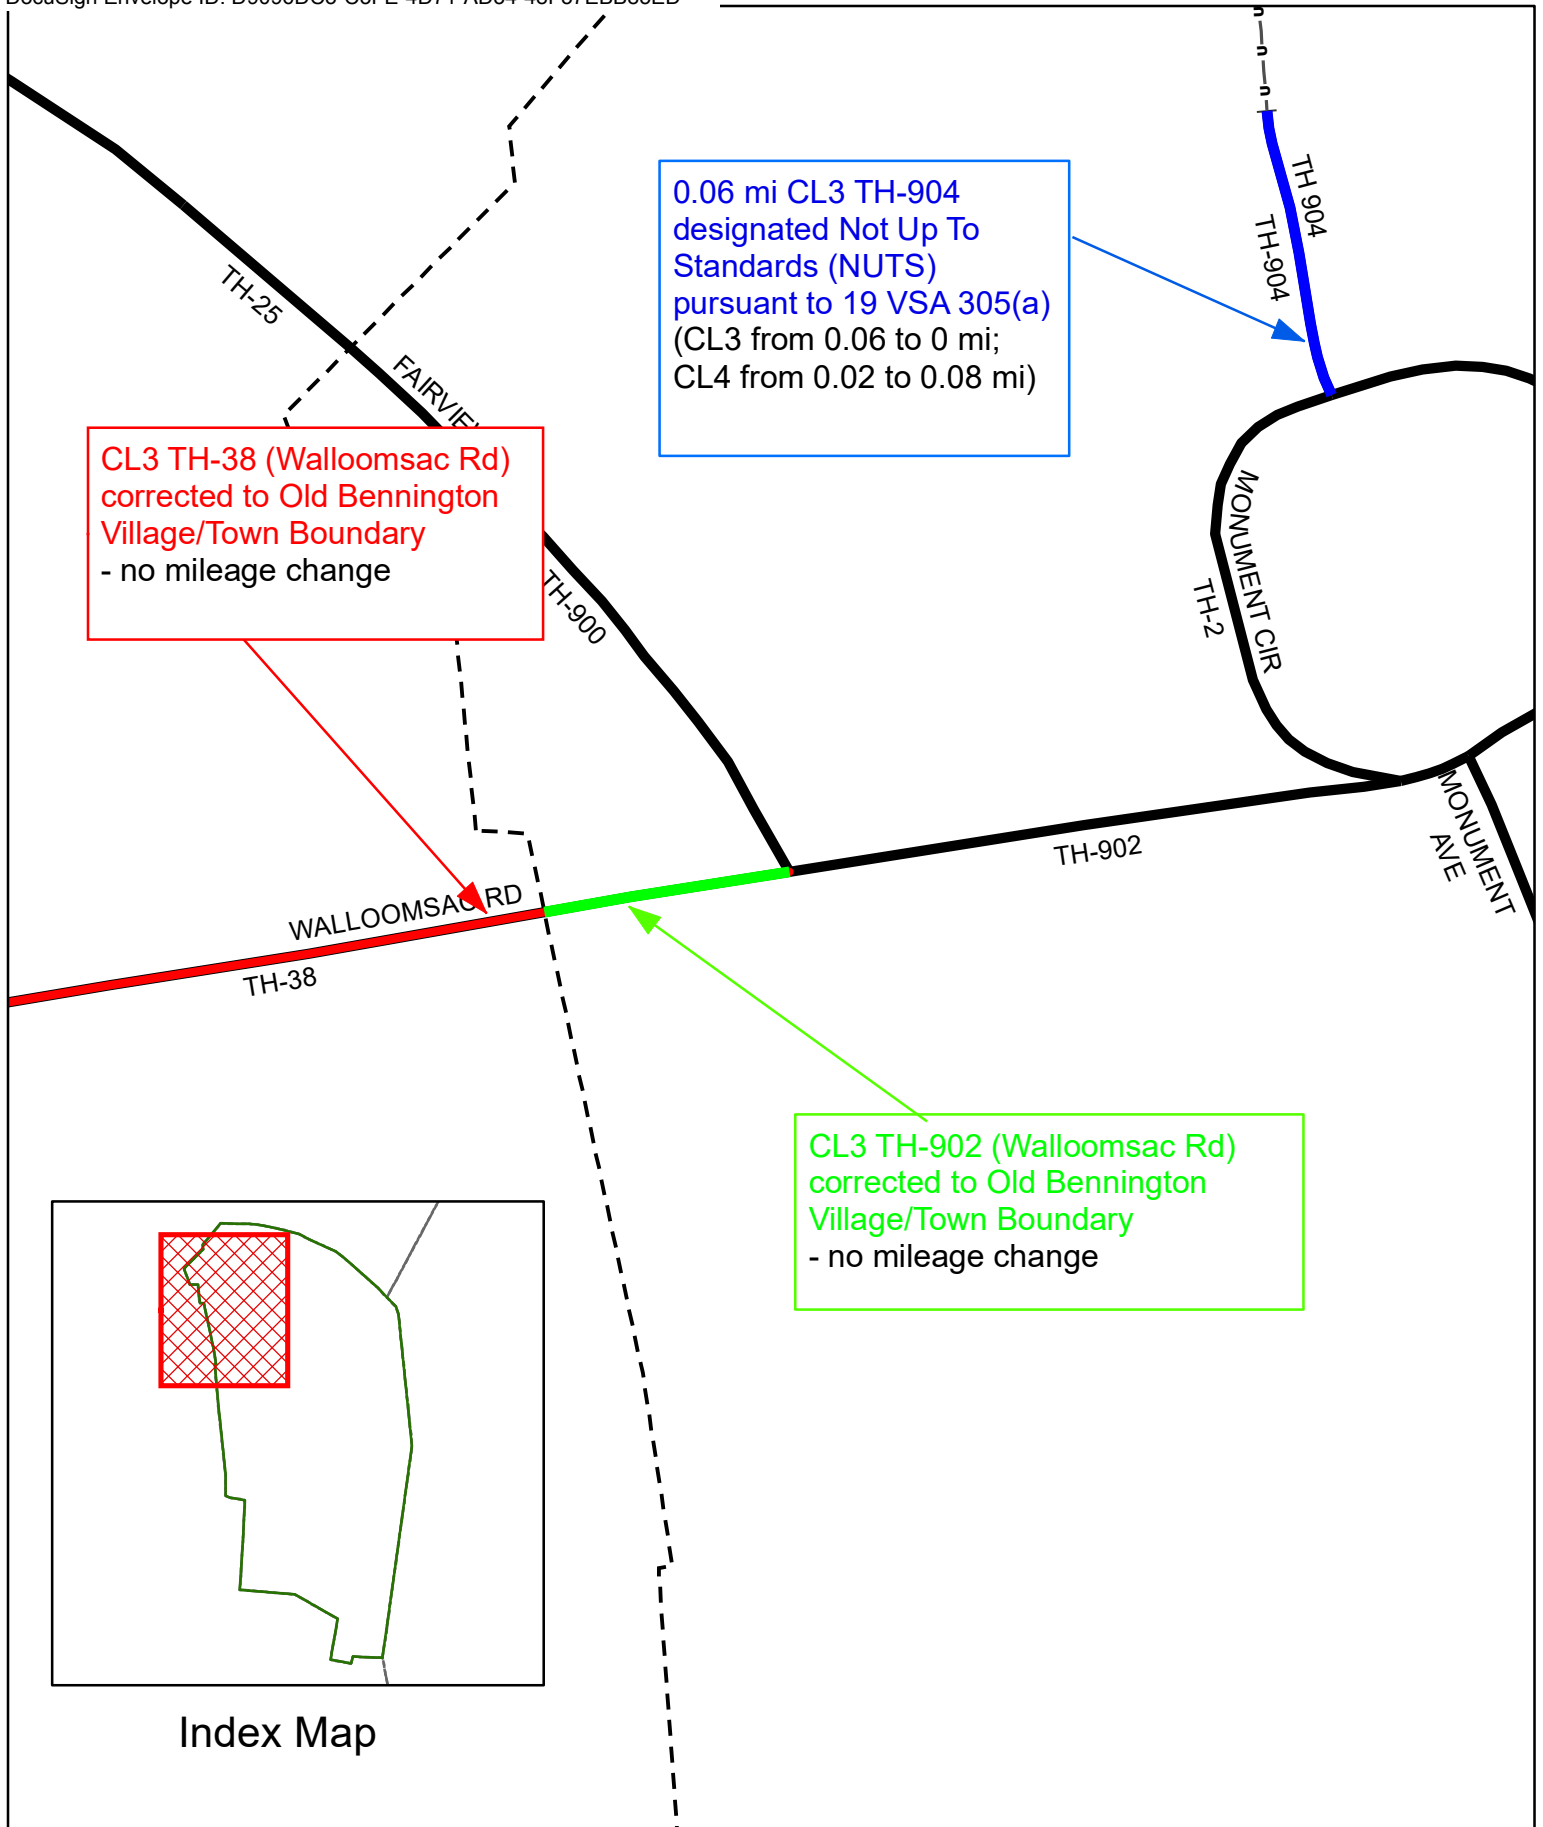 DocuSign Envelope ID:
TH 904
TH-904
0.06 mi CL3 TH-904
designated Not Up To
Standards (NUTS)
pursuant to 19 VSA 305(a)
(CL3 from 0.06 to 0 mi;
CL4 from 0.02 to 0.08 mi)
TH-25
CL3 TH-38 (Walloomsac Rd)
corrected to Old Bennington
Village/Town Boundary
- no mileage change
TH-900
MONUMENT CIR
TH-2
MONUMENT
AVE
TH-902
WALLOOMSAC RD
TH-38
CL3 TH-902 (Walloomsac Rd)
corrected to Old Bennington
Village/Town Boundary
- no mileage change
Index Map